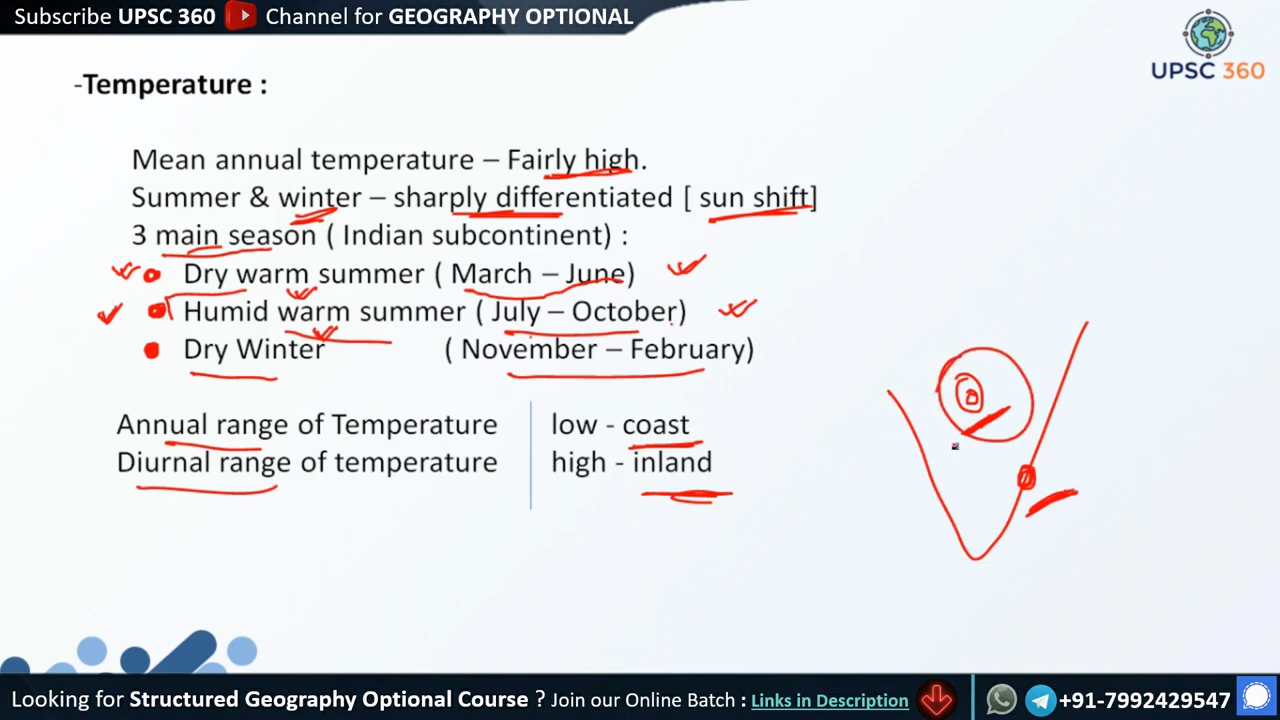 Subscribe UPSC 360 Channel for GEOGRAPHY OPTIONAL
UPSC 360
-Temperature :
Mean annual temperature – Fairly high.
Summer & winter – sharply differentiated [ sun shift]
3 main season ( Indian subcontinent) :
Dry warm summer ( March – June)
Humid warm summer ( July – October)
Dry Winter ( November – February)
Annual range of Temperature low - coast
Diurnal range of temperature high - inland
Looking for Structured Geography Optional Course ? Join our Online Batch : Links in Description
+91-7992429547